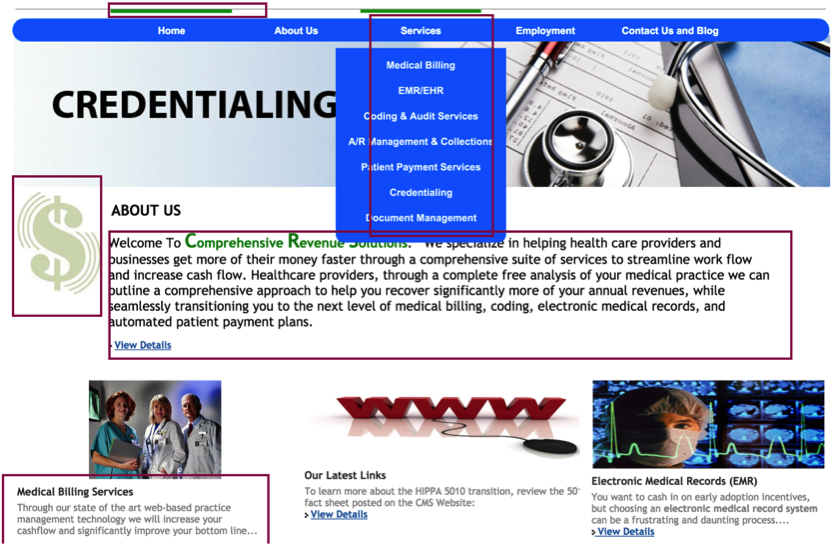 Home About Us Services Employment Contact Us and Blog
Medical Billing
EMR/EHR
Coding & Audit Services
A/R Management & Collections
Patient Payment Services
Credentialing
Document Management
CREDENTIALING
$
ABOUT US
Welcome To Comprehensive Revenue Solutions. We specialize in helping health care providers and
businesses get more of their money faster through a comprehensive suite of services to streamline work flow
and increase cash flow. Healthcare providers, through a complete free analysis of your medical practice we can
outline a comprehensive approach to help you recover significantly more of your annual revenues, while
seamlessly transitioning you to the next level of medical billing, coding, electronic medical records, and
automated patient payment plans.
View Details
WWW
Medical Billing Services
Through our state of the art web-based practice
management technology we will increase your
cashflow and significantly improve your bottom line...
Our Latest Links
To learn more about the HIPPA 5010 transition, review the 50
fact sheet posted on the CMS Website:
> View Details
Electronic Medical Records (EMR)
You want to cash in on early adoption incentives,
but choosing an electronic medical record system
can be a frustrating and daunting process....
> View Details